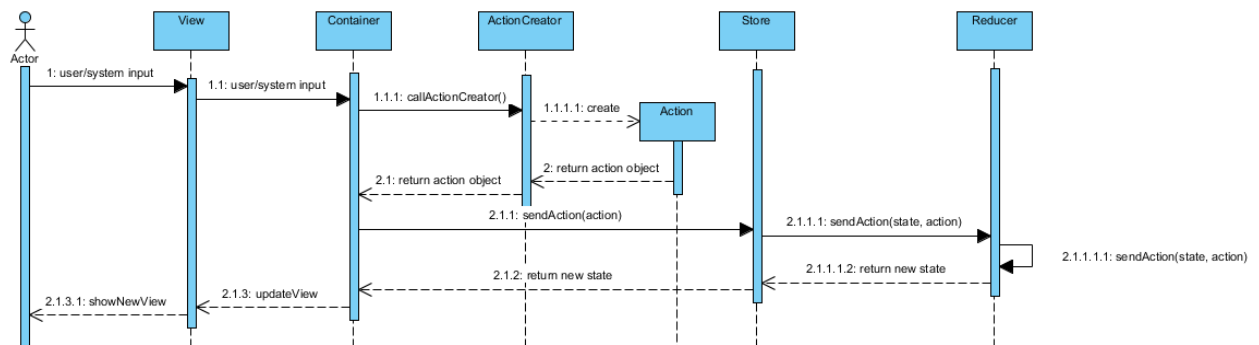 View
Container
ActionCreator
Store
Reducer
Actor
1: user/system input
1.1: user/system input
1.1.1: callActionCreator()
1.1.1.1: create
Action
2: return action object
2.1: return action object
2.1.1: sendAction(action)
2.1.1.1: sendAction(state, action)
2.1.1.1.1: sendAction(state, action)
2.1.1.1.2: return new state
2.1.2: return new state
2.1.3: updateView
2.1.3.1: showNewView